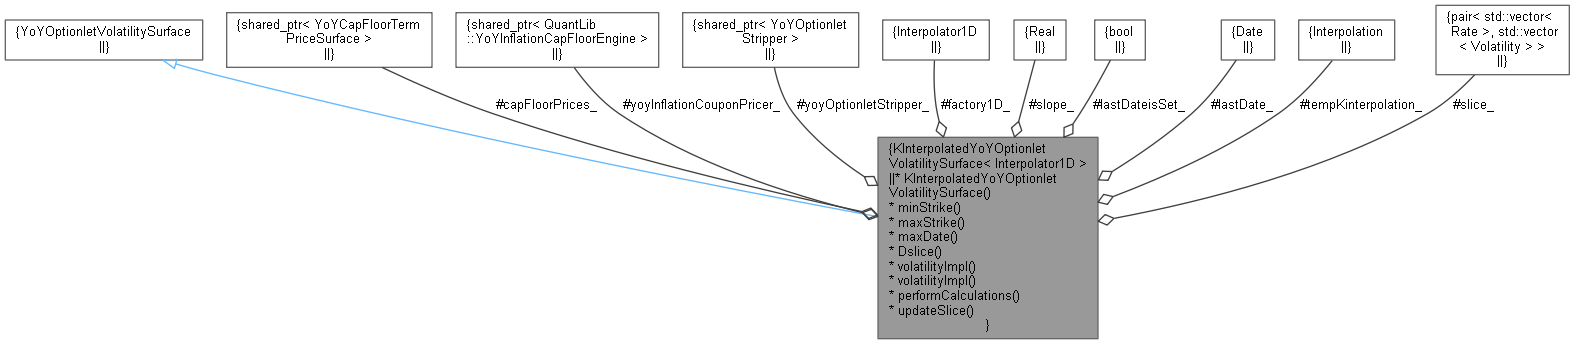 {YoYOptionletVolatilitySurface
||}
{shared_ptr< YoYCapFloorTerm
PriceSurface >
||}
{shared_ptr< QuantLib
::YoYInflationCapFloorEngine >
||}
{shared_ptr< YoYOptionlet
Stripper >
||}
{Interpolator1D
||}
{Real
||}
{bool
||}
{Date
||}
{Interpolation
||}
{pair< std::vector<
Rate >, std::vector
< Volatility > >
||}
#capFloorPrices_
#yoyInflationCouponPricer_
#yoyOptionletStripper_
#factory1D_
#slope_
#lastDateisSet_
#lastDate_
#tempKinterpolation_
#slice_
{KInterpolatedYoYOptionlet
VolatilitySurface< Interpolator1D >
||* KInterpolatedYoYOptionlet
VolatilitySurface()
* minStrike()
* maxStrike()
* maxDate()
* Dslice()
* volatilityImpl()
* volatilityImpl()
* performCalculations()
* updateSlice()
}